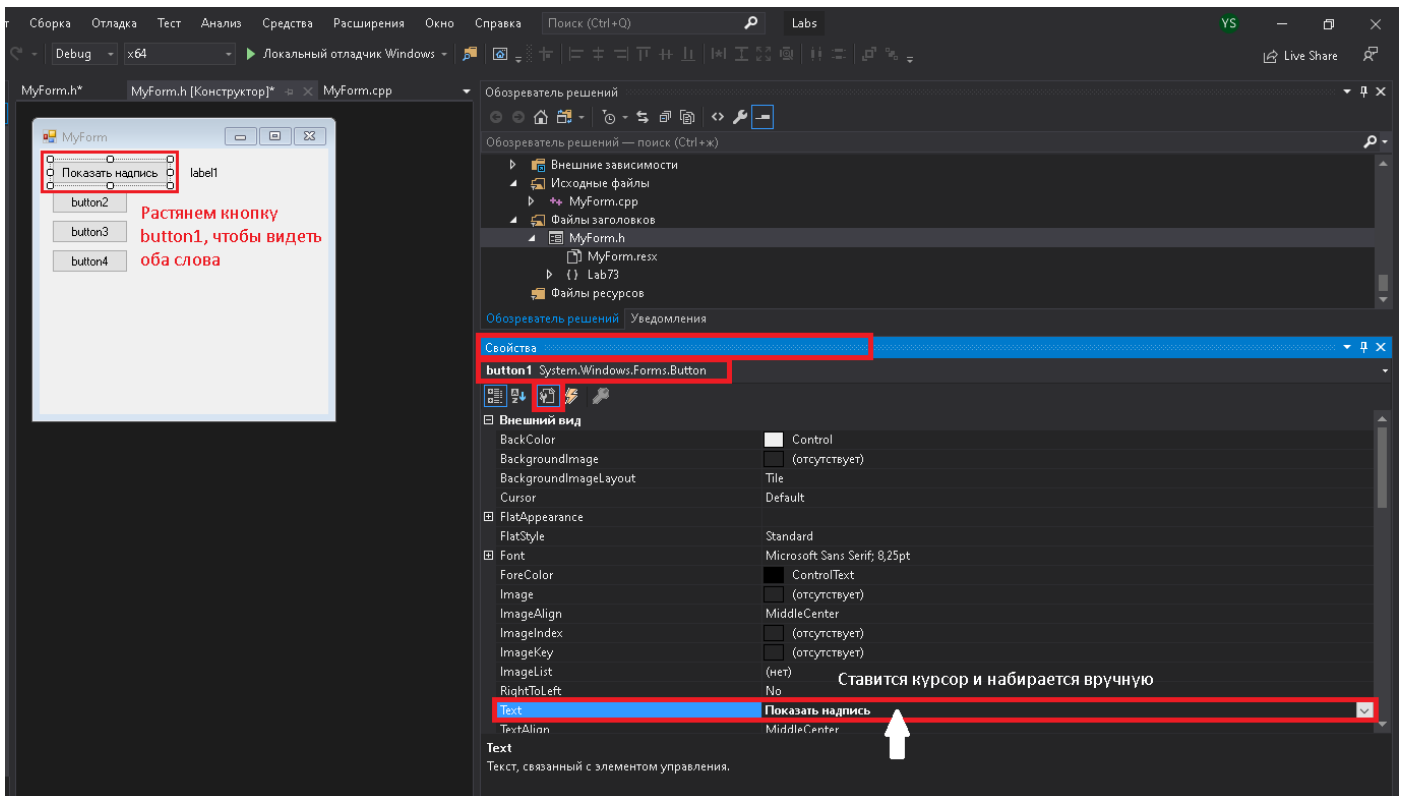 Сборка Отладка Тест Анализ Средства Расширения Окно Справка Поиск (Ctrl+Q) Labs YS
Debug x64 Локальный отладчик Windows Live Share
MyForm.h* MyForm.h [Конструктор]* MyForm.cpp
MyForm
Показать надпись label1
button2
button3
button4
Растянем кнопку
button1, чтобы видеть
оба слова
Обозреватель решений
Обозреватель решений — поиск (Ctrl+ж)
Внешние зависимости
Исходные файлы
MyForm.cpp
Файлы заголовков
MyForm.h
MyForm.resx
{} Lab73
Файлы ресурсов
Обозреватель решений Уведомления
Свойства
button1 System.Windows.Forms.Button
Внешний вид
BackColor Control
BackgroundImage (отсутствует)
BackgroundImageLayout Tile
Cursor Default
FlatAppearance
FlatStyle Standard
Font Microsoft Sans Serif; 8,25pt
ForeColor ControlText
Image (отсутствует)
ImageAlign MiddleCenter
ImageIndex (отсутствует)
ImageKey (отсутствует)
ImageList (нет)
Ставится курсор и набирается вручную
RightToLeft No
Text Показать надпись
TextAlign MiddleCenter
Text
Текст, связанный с элементом управления.